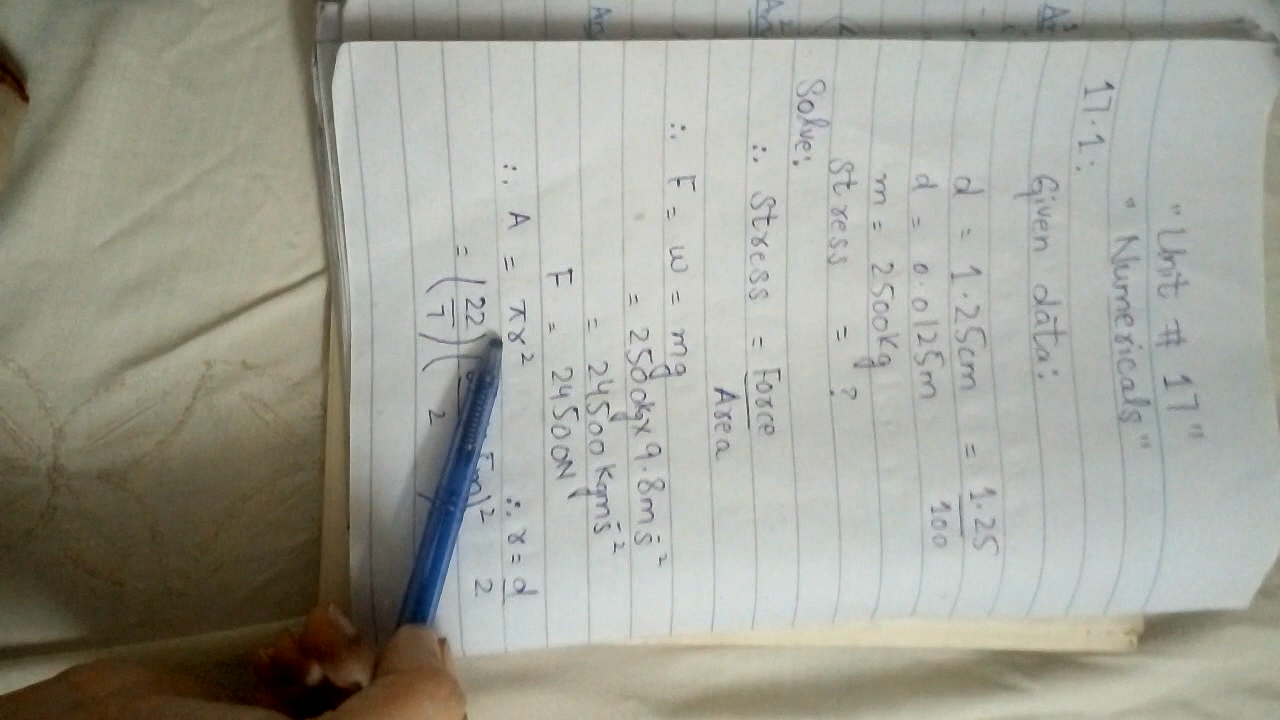 "Unit # 17"
"Numericals"
17.1:
Given data:
d = 1.25cm = 1.25
100
d = 0.0125m
m = 2500kg
Stress = ?
Solve:
∴ Stress = Force
Area
∴ F = w = mg
= 2500kg x 9.8ms⁻²
= 24500 Kgms⁻²
F = 24500N
∴ A = πr² ∴ r = d
2
= (22/7) ( m)²
2